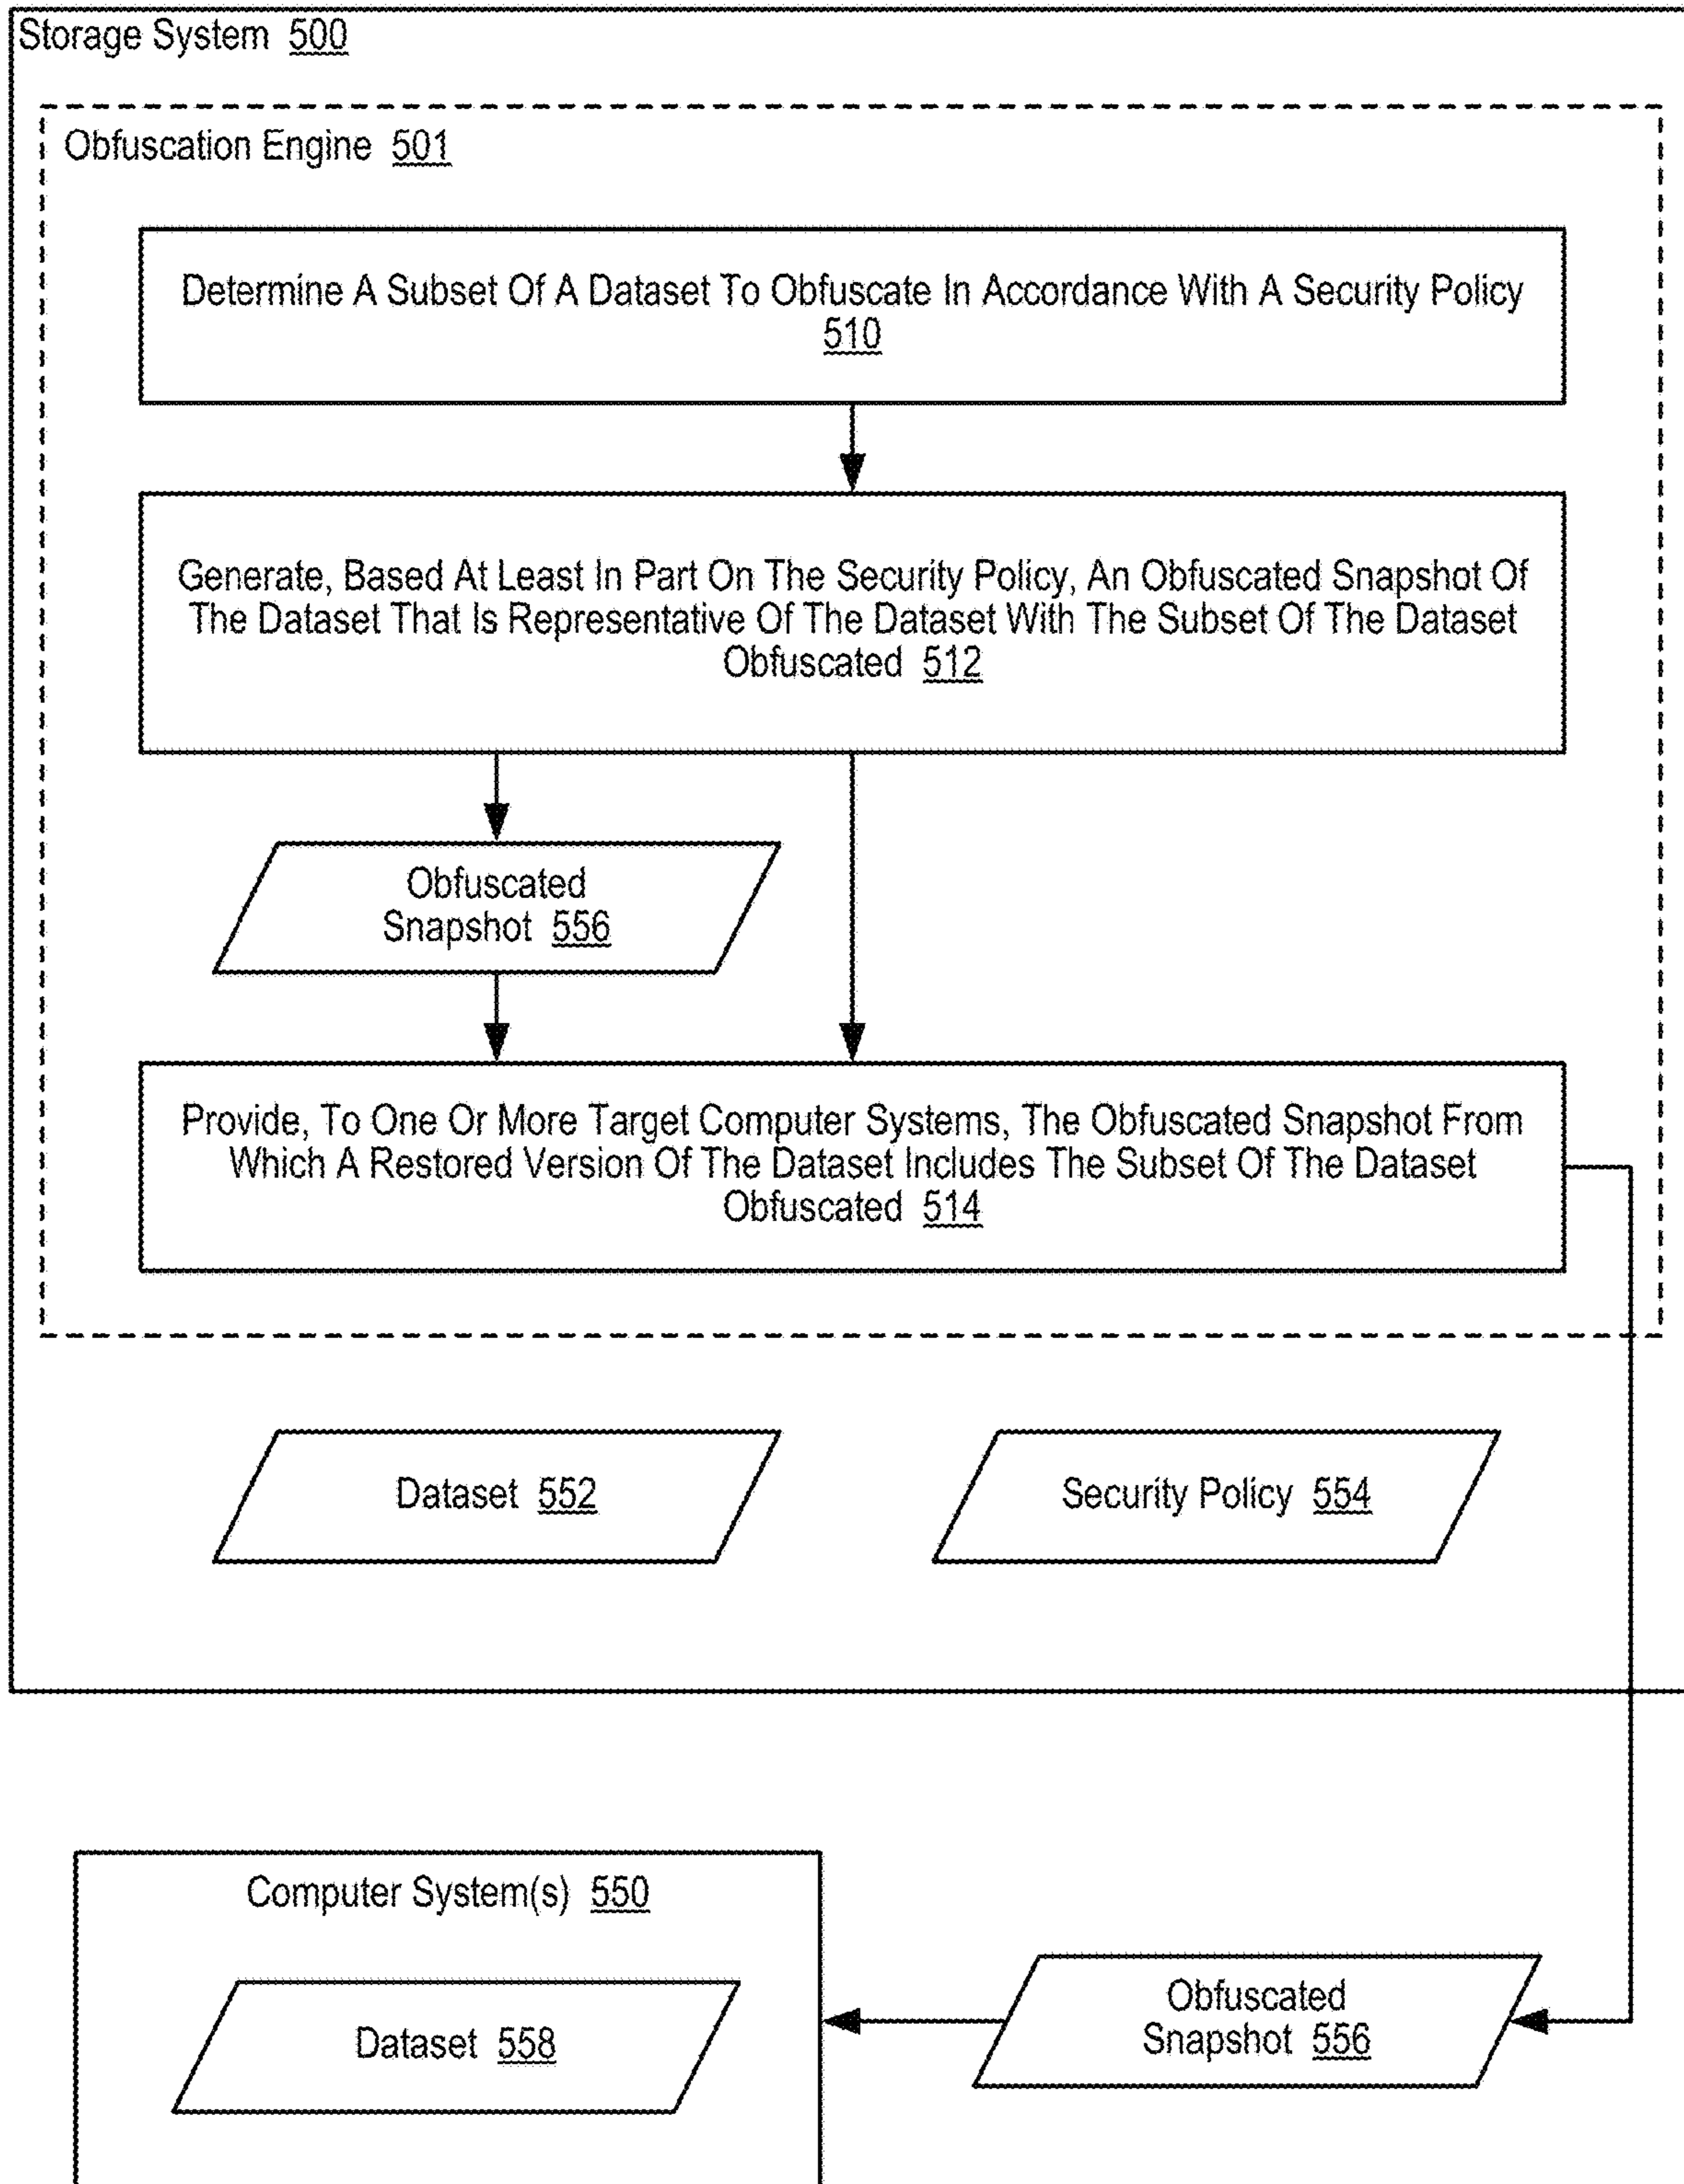 Storage System 500
Obfuscation Engine 501
Determine A Subset Of A Dataset To Obfuscate In Accordance With A Security Policy
510
Generate, Based At Least In Part On The Security Policy, An Obfuscated Snapshot Of
The Dataset That Is Representative Of The Dataset With The Subset Of The Dataset
Obfuscated 512
Obfuscated
Snapshot 556
Provide, To One Or More Target Computer Systems, The Obfuscated Snapshot From
Which A Restored Version Of The Dataset Includes The Subset Of The Dataset
Obfuscated 514
Dataset 552
Security Policy 554
Computer System(s) 550
Dataset 558
Obfuscated
Snapshot 556